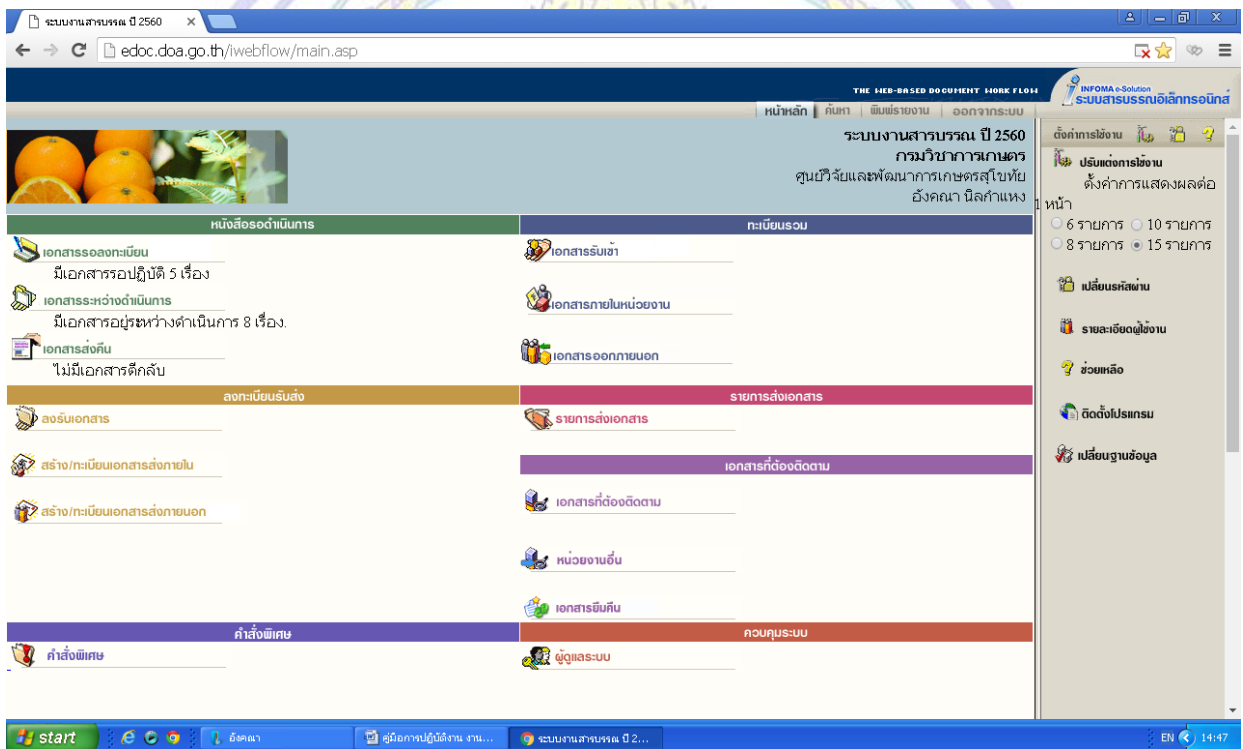 ระบบงานสารบรรณ ปี 2560
edoc.doa.go.th/iwebflow/main.asp
THE WEB-BASED DOCUMENT WORK FLOW
INFOMA e-Solution
ระบบสารบรรณอิเล็กทรอนิกส์
หน้าหลัก ค้นหา พิมพ์รายงาน ออกจากระบบ
ระบบงานสารบรรณ ปี 2560
กรมวิชาการเกษตร
ศูนย์วิจัยและพัฒนาการเกษตรสุโขทัย
อังคณา นิลกำแหง
หนังสือรอดำเนินการ
เอกสารรอลงทะเบียน
มีเอกสารรอปฏิบัติ 5 เรื่อง
เอกสารระหว่างดำเนินการ
มีเอกสารอยู่ระหว่างดำเนินการ 8 เรื่อง.
เอกสารส่งคืน
ไม่มีเอกสารตีกลับ
ทะเบียนรวม
เอกสารรับเข้า
เอกสารภายในหน่วยงาน
เอกสารออกภายนอก
ลงทะเบียนรับส่ง
ลงรับเอกสาร
สร้าง/ทะเบียนเอกสารส่งภายใน
สร้าง/ทะเบียนเอกสารส่งภายนอก
รายการส่งเอกสาร
รายการส่งเอกสาร
เอกสารที่ต้องติดตาม
เอกสารที่ต้องติดตาม
หน่วยงานอื่น
เอกสารยืมคืน
คำสั่งพิเศษ
คำสั่งพิเศษ
ควบคุมระบบ
ผู้ดูแลระบบ
ตั้งค่าการใช้งาน
ปรับแต่งการใช้งาน
ตั้งค่าการแสดงผลต่อ
1 หน้า
6 รายการ 10 รายการ
8 รายการ 15 รายการ
เปลี่ยนรหัสผ่าน
รายละเอียดผู้ใช้งาน
ช่วยเหลือ
ติดตั้งโปรแกรม
เปลี่ยนฐานข้อมูล
start อังคณา คู่มือการปฏิบัติงาน งาน... ระบบงานสารบรรณ ปี 2... EN 14:47